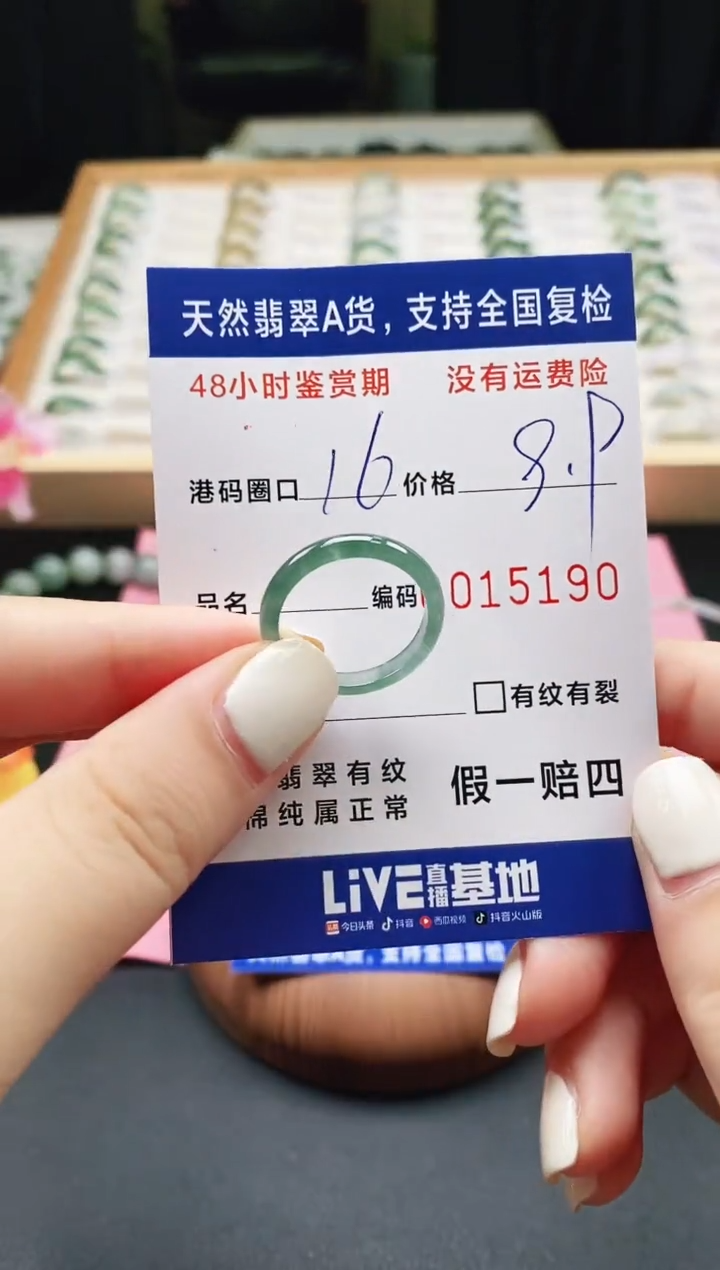 天然翡翠A货，支持全国复检
48小时鉴赏期 没有运费险
港码圈口 16 价格 8.P
品名 编码 015190
□有纹有裂
翡翠有纹
棉纯属正常
假一赔四
LiVE直播基地
今日头条 抖音 西瓜视频 抖音火山版